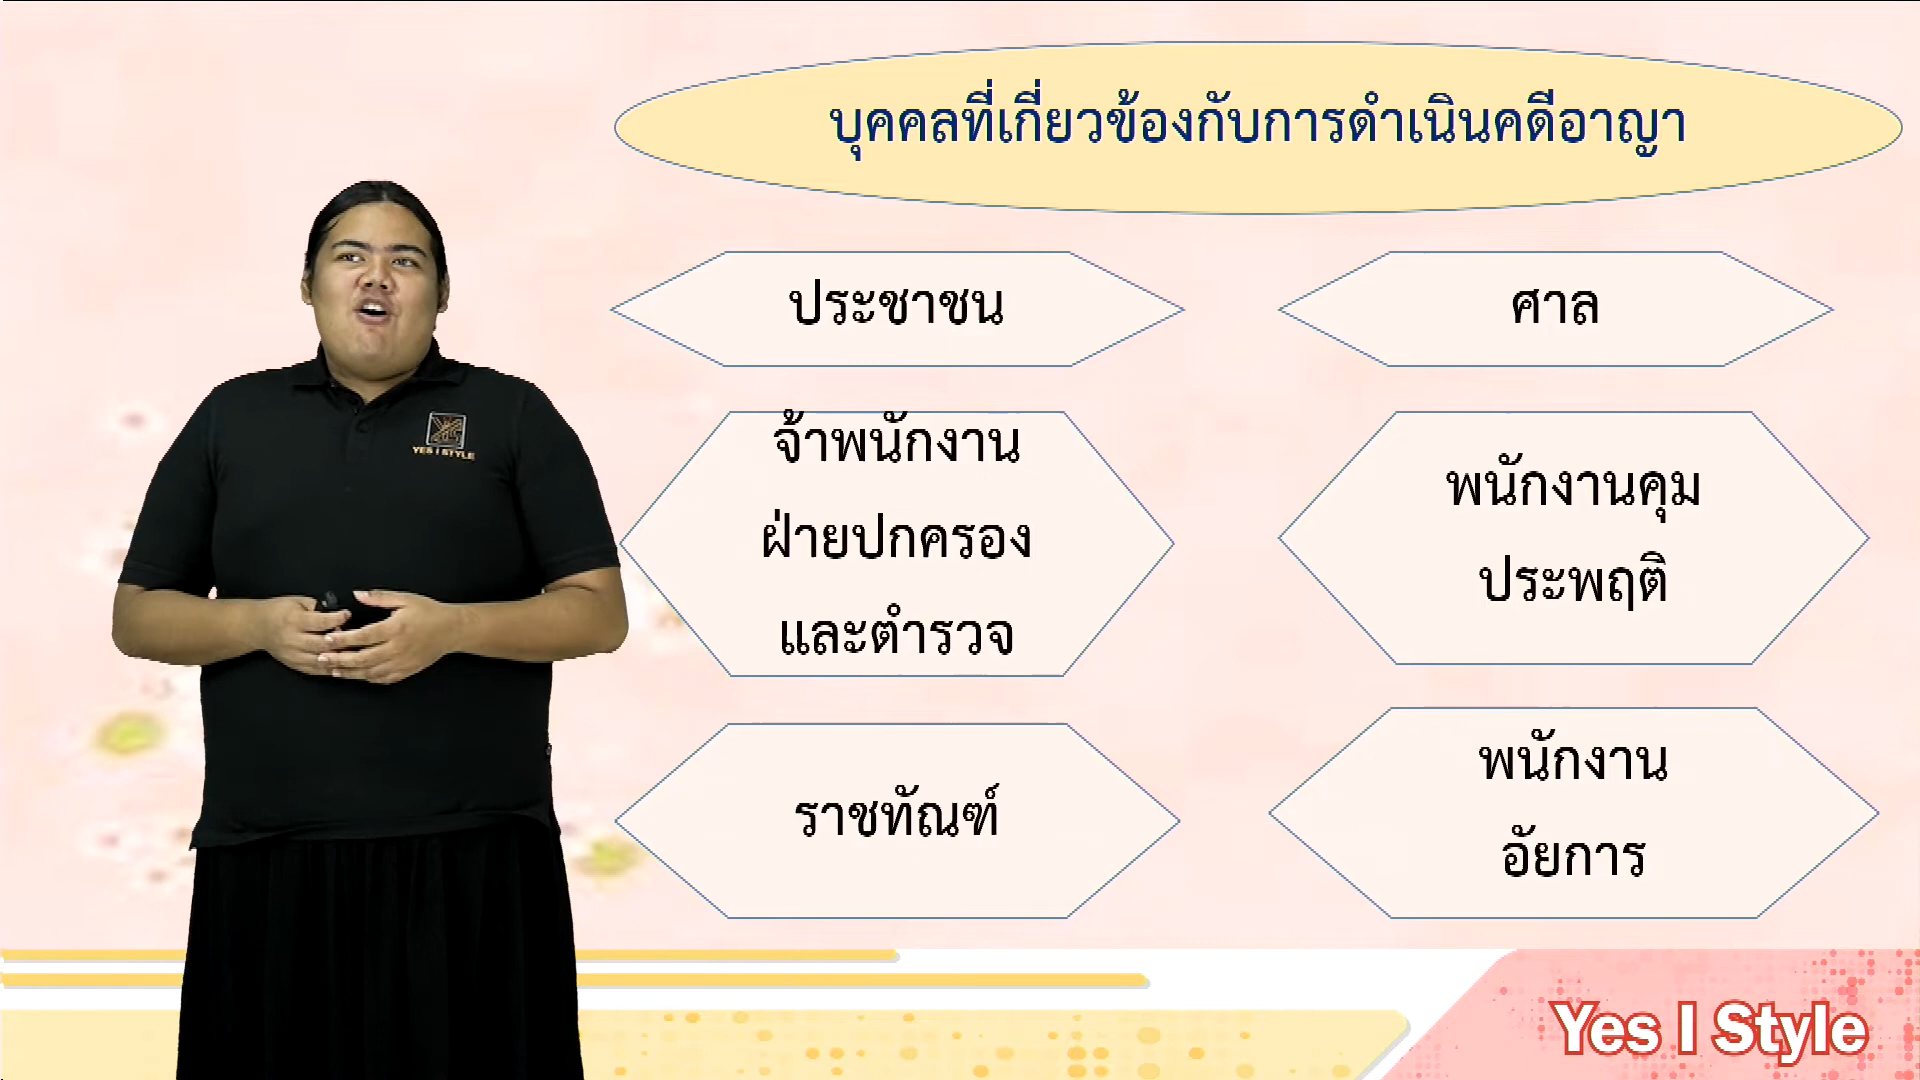 บุคคลที่เกี่ยวข้องกับการดำเนินคดีอาญา
ประชาชน
ศาล
จ้าพนักงาน
ฝ่ายปกครอง
และตำรวจ
พนักงานคุม
ประพฤติ
ราชทัณฑ์
พนักงาน
อัยการ
YES I STYLE
Yes I Style